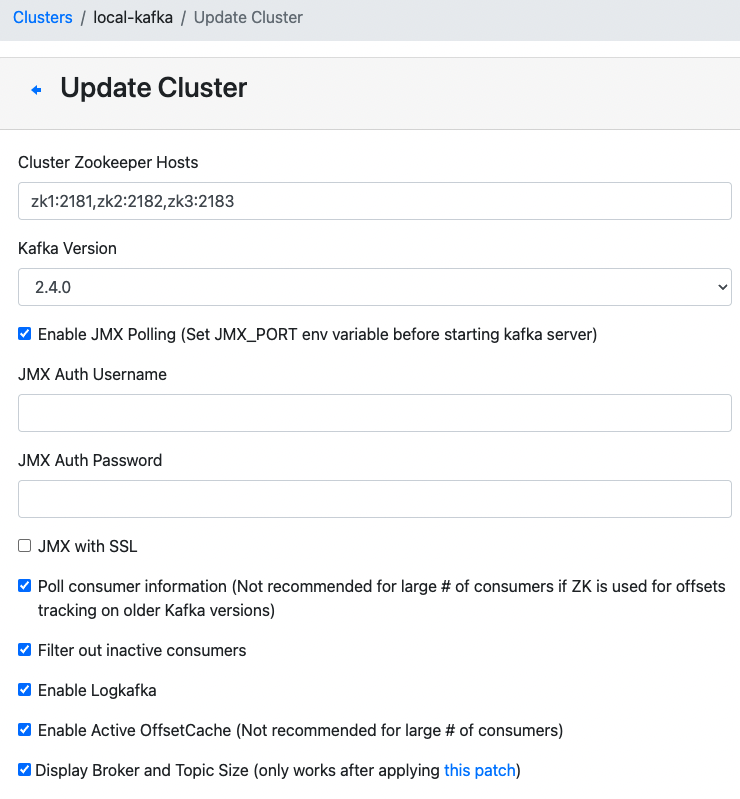 Clusters / local-kafka / Update Cluster
Update Cluster
Cluster Zookeeper Hosts
zk1:2181,zk2:2182,zk3:2183
Kafka Version
2.4.0
Enable JMX Polling (Set JMX_PORT env variable before starting kafka server)
JMX Auth Username
JMX Auth Password
JMX with SSL
Poll consumer information (Not recommended for large # of consumers if ZK is used for offsets
tracking on older Kafka versions)
Filter out inactive consumers
Enable Logkafka
Enable Active OffsetCache (Not recommended for large # of consumers)
Display Broker and Topic Size (only works after applying this patch)